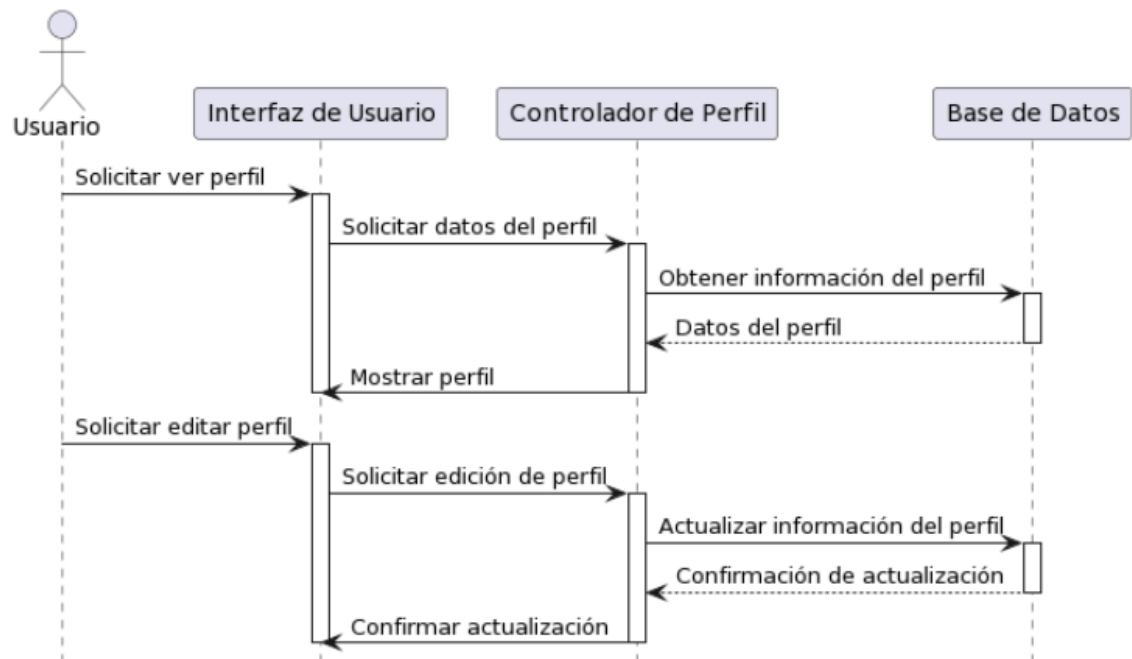 Usuario
Interfaz de Usuario
Controlador de Perfil
Base de Datos
Solicitar ver perfil
Solicitar datos del perfil
Obtener información del perfil
Datos del perfil
Mostrar perfil
Solicitar editar perfil
Solicitar edición de perfil
Actualizar información del perfil
Confirmación de actualización
Confirmar actualización